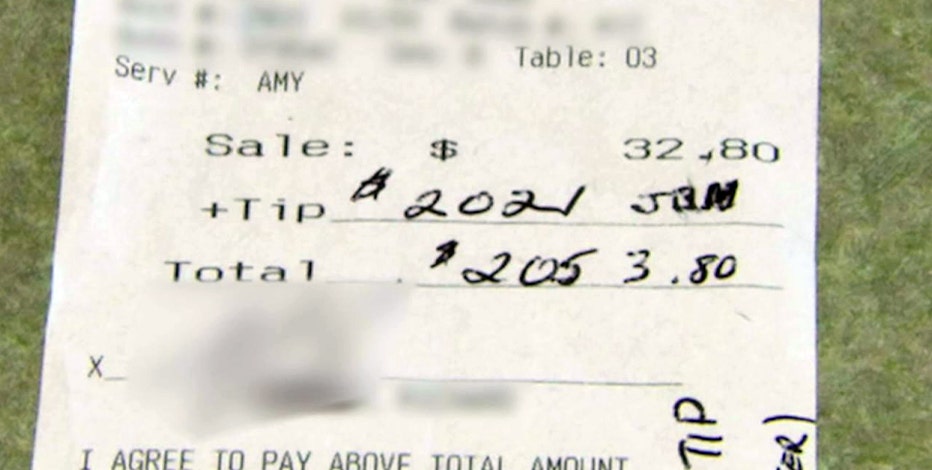 Table: 03
Serv #: AMY
Sale: $ 32.80
+Tip $ 2021
Total $ 2053.80
X
I AGREE TO PAY ABOVE TOTAL AMOUNT
TIP